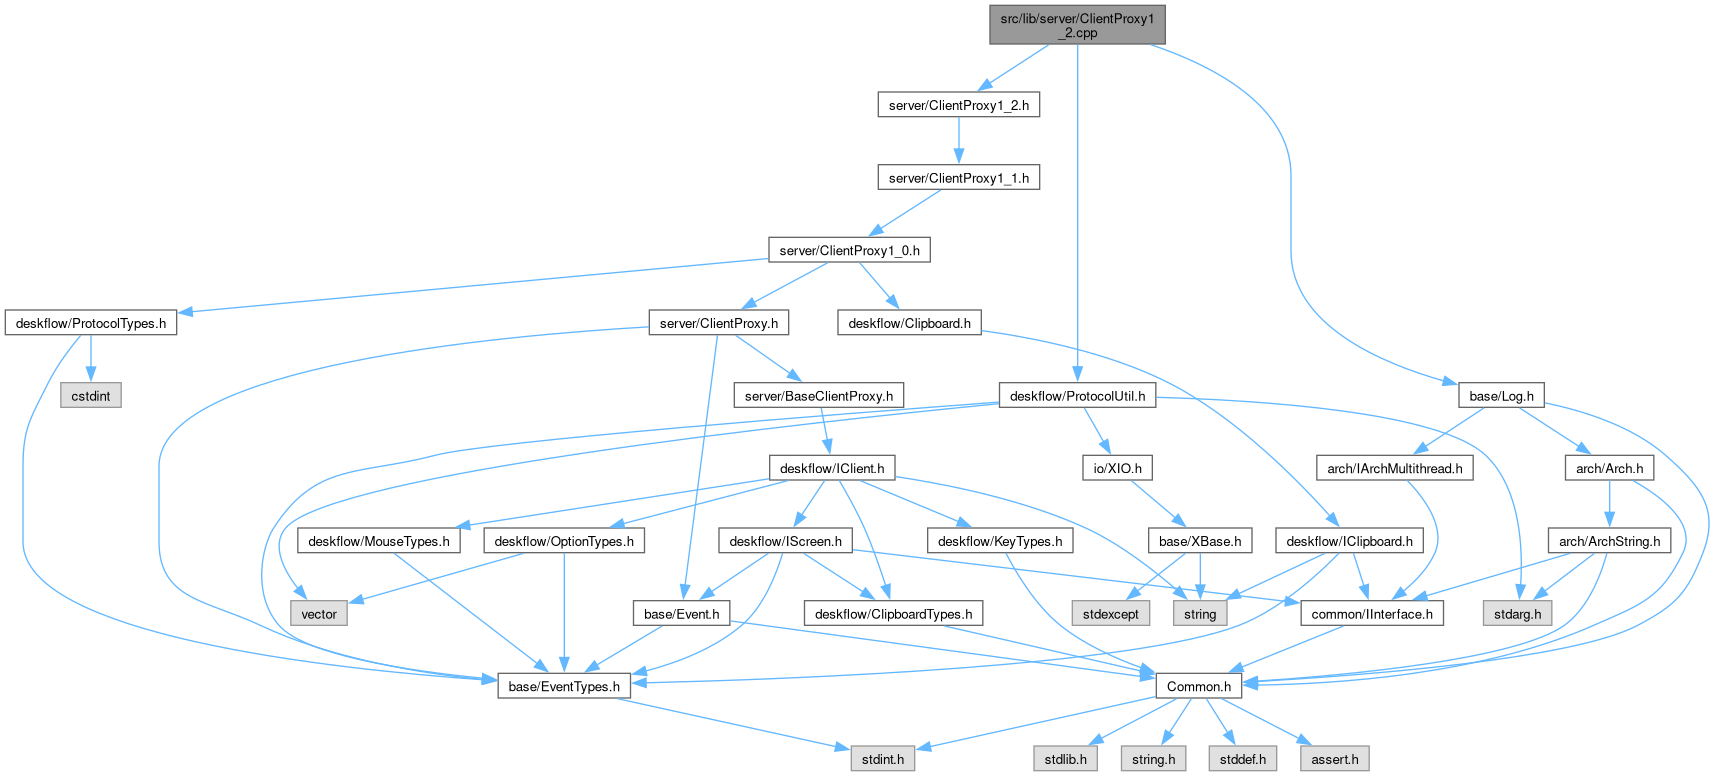 src/lib/server/ClientProxy1
_2.cpp
server/ClientProxy1_2.h
server/ClientProxy1_1.h
server/ClientProxy1_0.h
deskflow/ProtocolTypes.h
server/ClientProxy.h
deskflow/Clipboard.h
cstdint
server/BaseClientProxy.h
deskflow/ProtocolUtil.h
base/Log.h
deskflow/IClient.h
io/XIO.h
arch/IArchMultithread.h
arch/Arch.h
deskflow/MouseTypes.h
deskflow/OptionTypes.h
deskflow/IScreen.h
deskflow/KeyTypes.h
base/XBase.h
deskflow/IClipboard.h
arch/ArchString.h
vector
base/Event.h
deskflow/ClipboardTypes.h
stdexcept
string
common/IInterface.h
stdarg.h
base/EventTypes.h
Common.h
stdint.h
stdlib.h
string.h
stddef.h
assert.h